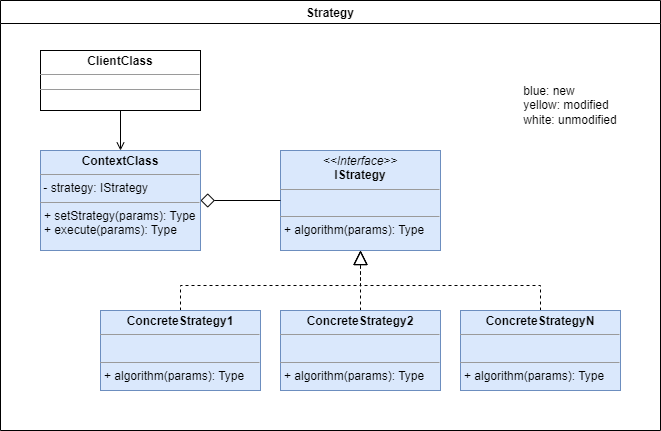 Strategy
ClientClass
blue: new
yellow: modified
white: unmodified
ContextClass
- strategy: IStrategy
+ setStrategy(params): Type
+ execute(params): Type
<<Interface>>
IStrategy
+ algorithm(params): Type
ConcreteStrategy1
+ algorithm(params): Type
ConcreteStrategy2
+ algorithm(params): Type
ConcreteStrategyN
+ algorithm(params): Type